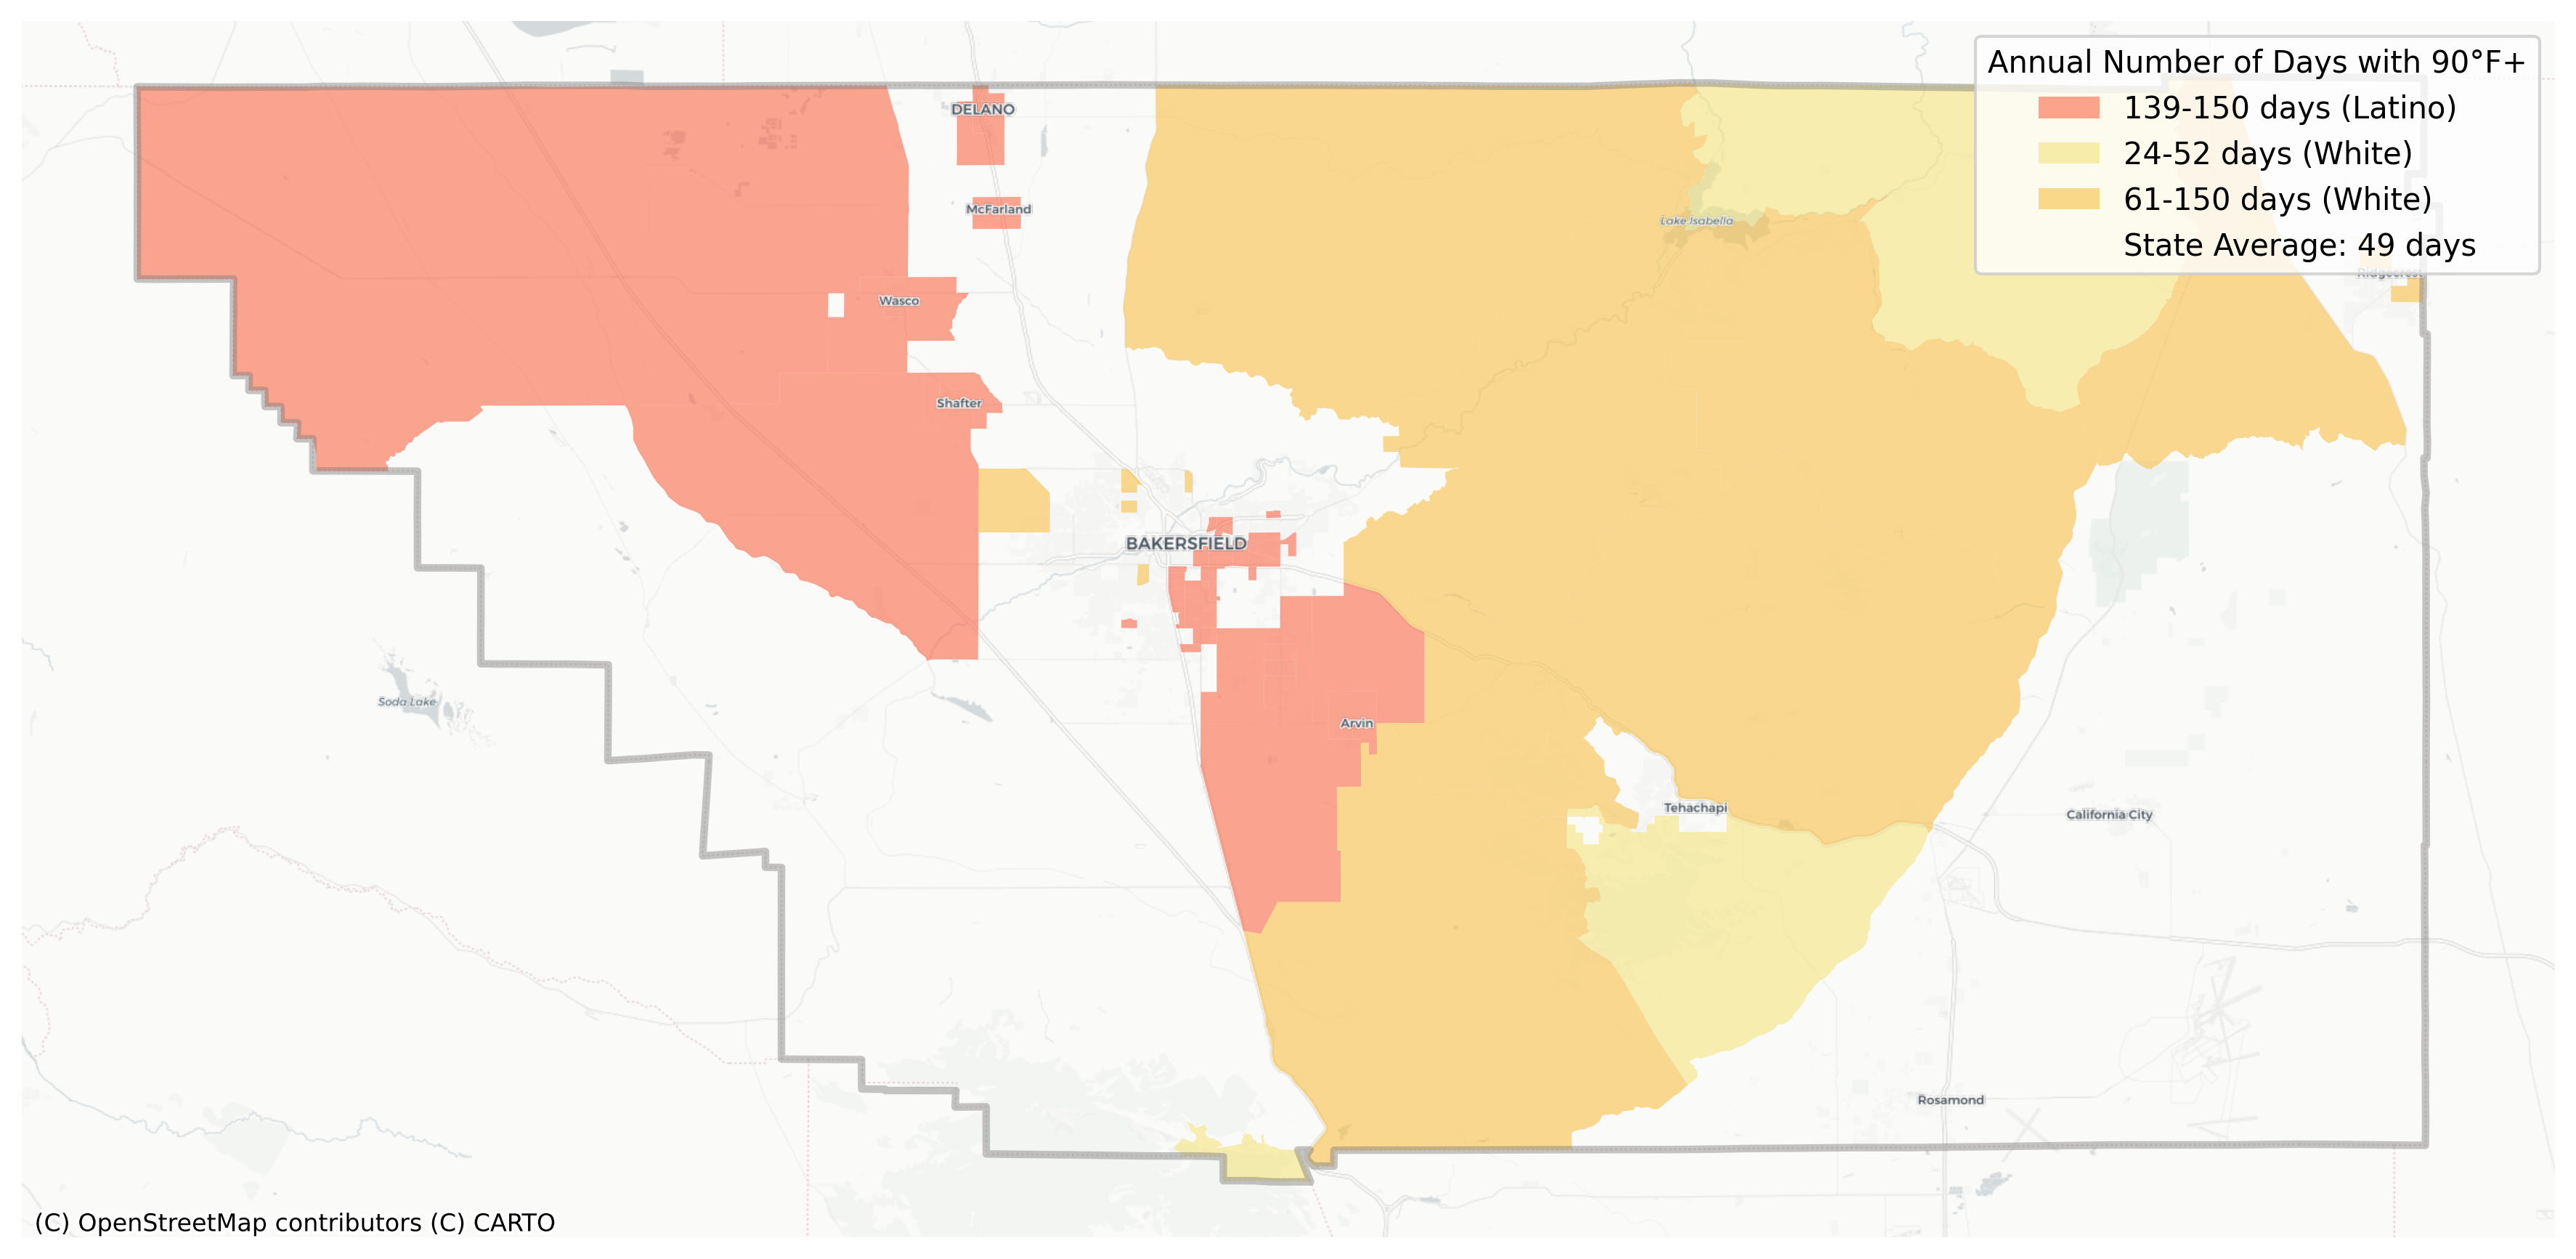 Annual Number of Days with 90°F+
139-150 days (Latino)
24-52 days (White)
61-150 days (White)
State Average: 49 days
DELANO
McFarland
Lake Isabella
Ridgecrest
Wasco
Shafter
BAKERSFIELD
Soda Lake
Arvin
Tehachapi
California City
Rosamond
(C) OpenStreetMap contributors (C) CARTO